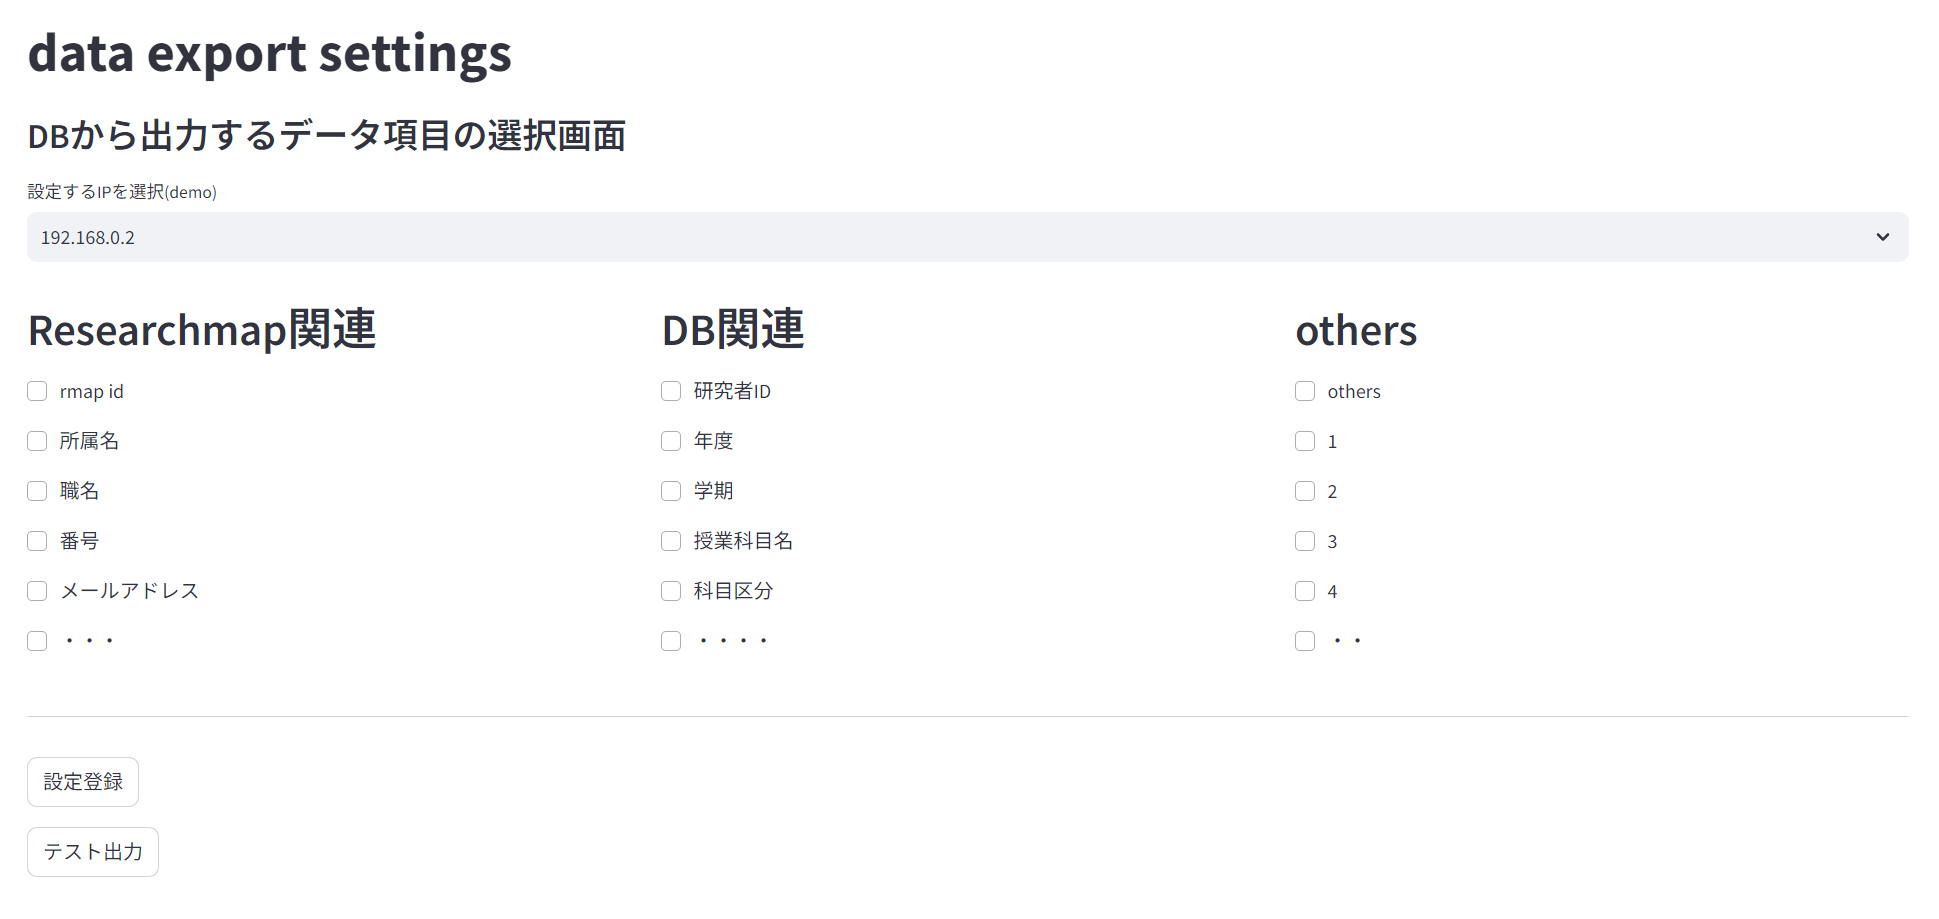 data export settings
DBから出力するデータ項目の選択画面
設定するIPを選択(demo)
192.168.0.2
Researchmap関連
rmap id
所属名
職名
番号
メールアドレス
・・・
DB関連
研究者ID
年度
学期
授業科目名
科目区分
・・・・
others
others
1
2
3
4
・・
設定登録
テスト出力